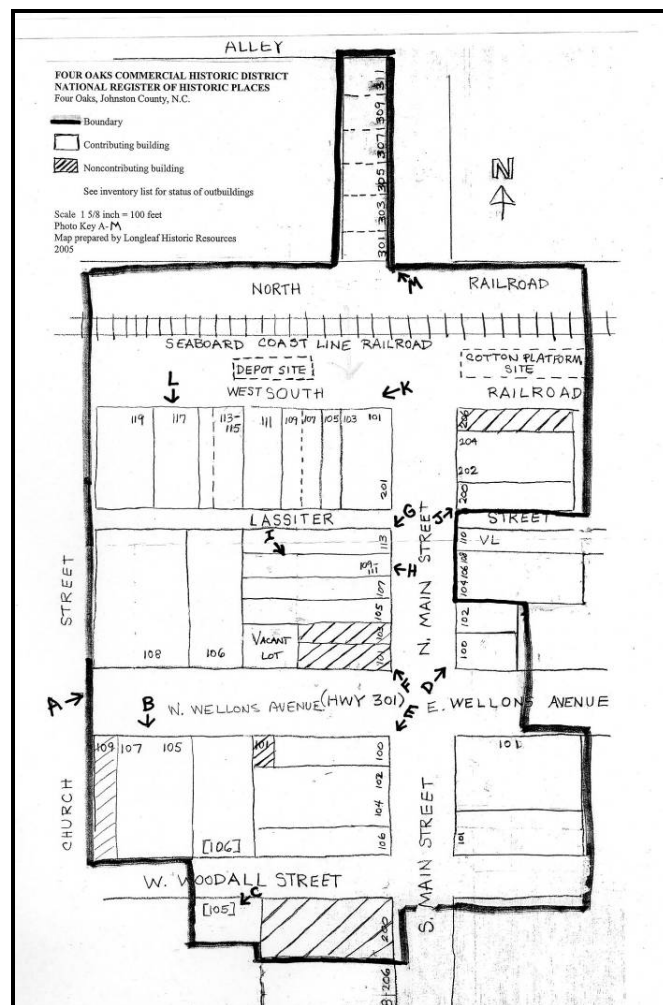 ALLEY
FOUR OAKS COMMERCIAL HISTORIC DISTRICT
NATIONAL REGISTER OF HISTORIC PLACES
Four Oaks, Johnston County, N.C.
Boundary
Contributing building
Noncontributing building
See inventory list for status of outbuildings
Scale 1 5/8 inch = 100 feet
Photo Key A-M
Map prepared by Longleaf Historic Resources
2005
N
311
309
307
305
303
301
M
NORTH RAILROAD
SEABOARD COAST LINE RAILROAD
DEPOT SITE
COTTON PLATFORM
SITE
L
WEST SOUTH RAILROAD
K
119 117 113-
115
111 109 107 105 103 101
201
206
204
202
200
G
J
LASSITER STREET
N. MAIN STREET
I
113
109-
111
H
107
105
103
101
110
VL
108
106
104
102
100
STREET
108 106
VACANT
LOT
F
D
A
B
W. WELLONS AVENUE (HWY 301) E. WELLONS AVENUE
E
109 107 105
101
100
102
104
106
101
101
CHURCH
[106]
W. WOODALL STREET
S. MAIN STREET
[105]
C
200
206